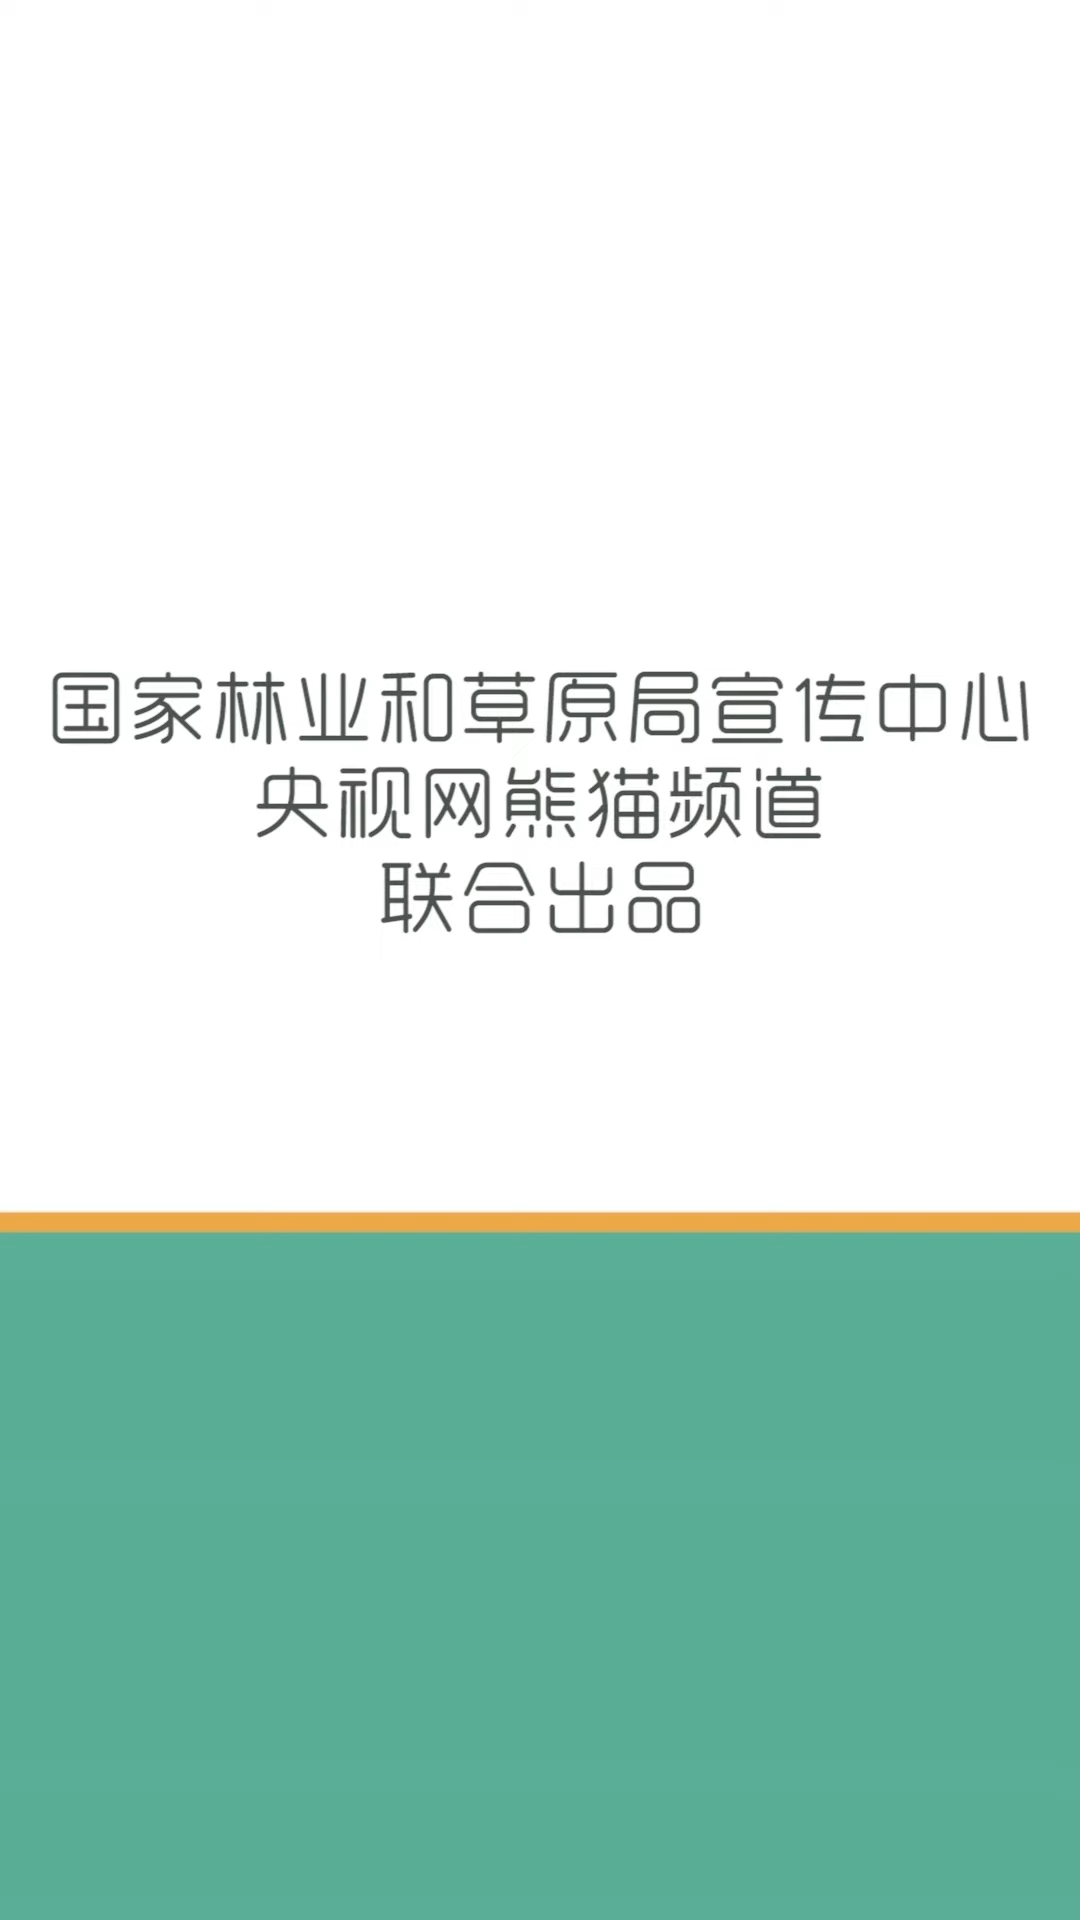 国家林业和草原局宣传中心
央视网熊猫频道
联合出品